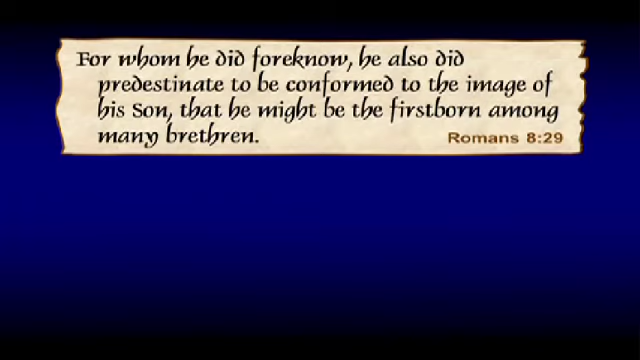 For whom he did foreknow, he also did
predestinate to be conformed to the image of
his Son, that he might be the firstborn among
many brethren.
Romans 8:29